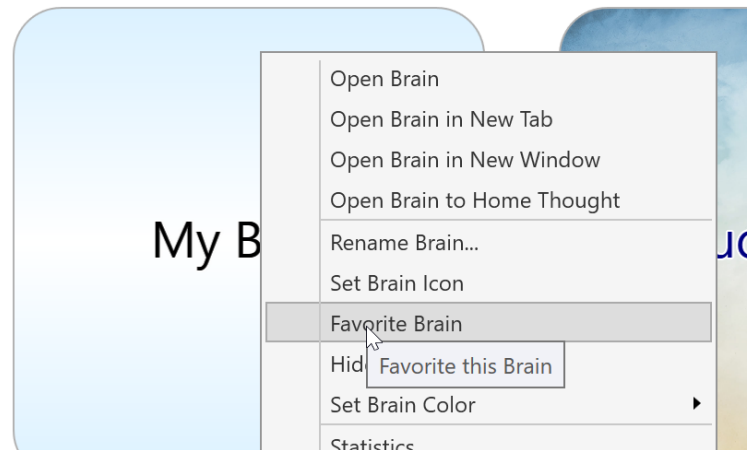 Open Brain
Open Brain in New Tab
Open Brain in New Window
Open Brain to Home Thought
My B
Rename Brain...
Set Brain Icon
Favorite Brain
Hid
Favorite this Brain
Set Brain Color
Statistics